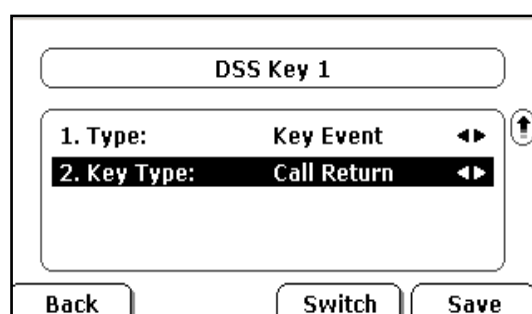 DSS Key 1
1. Type: Key Event
2. Key Type: Call Return
Back Switch Save